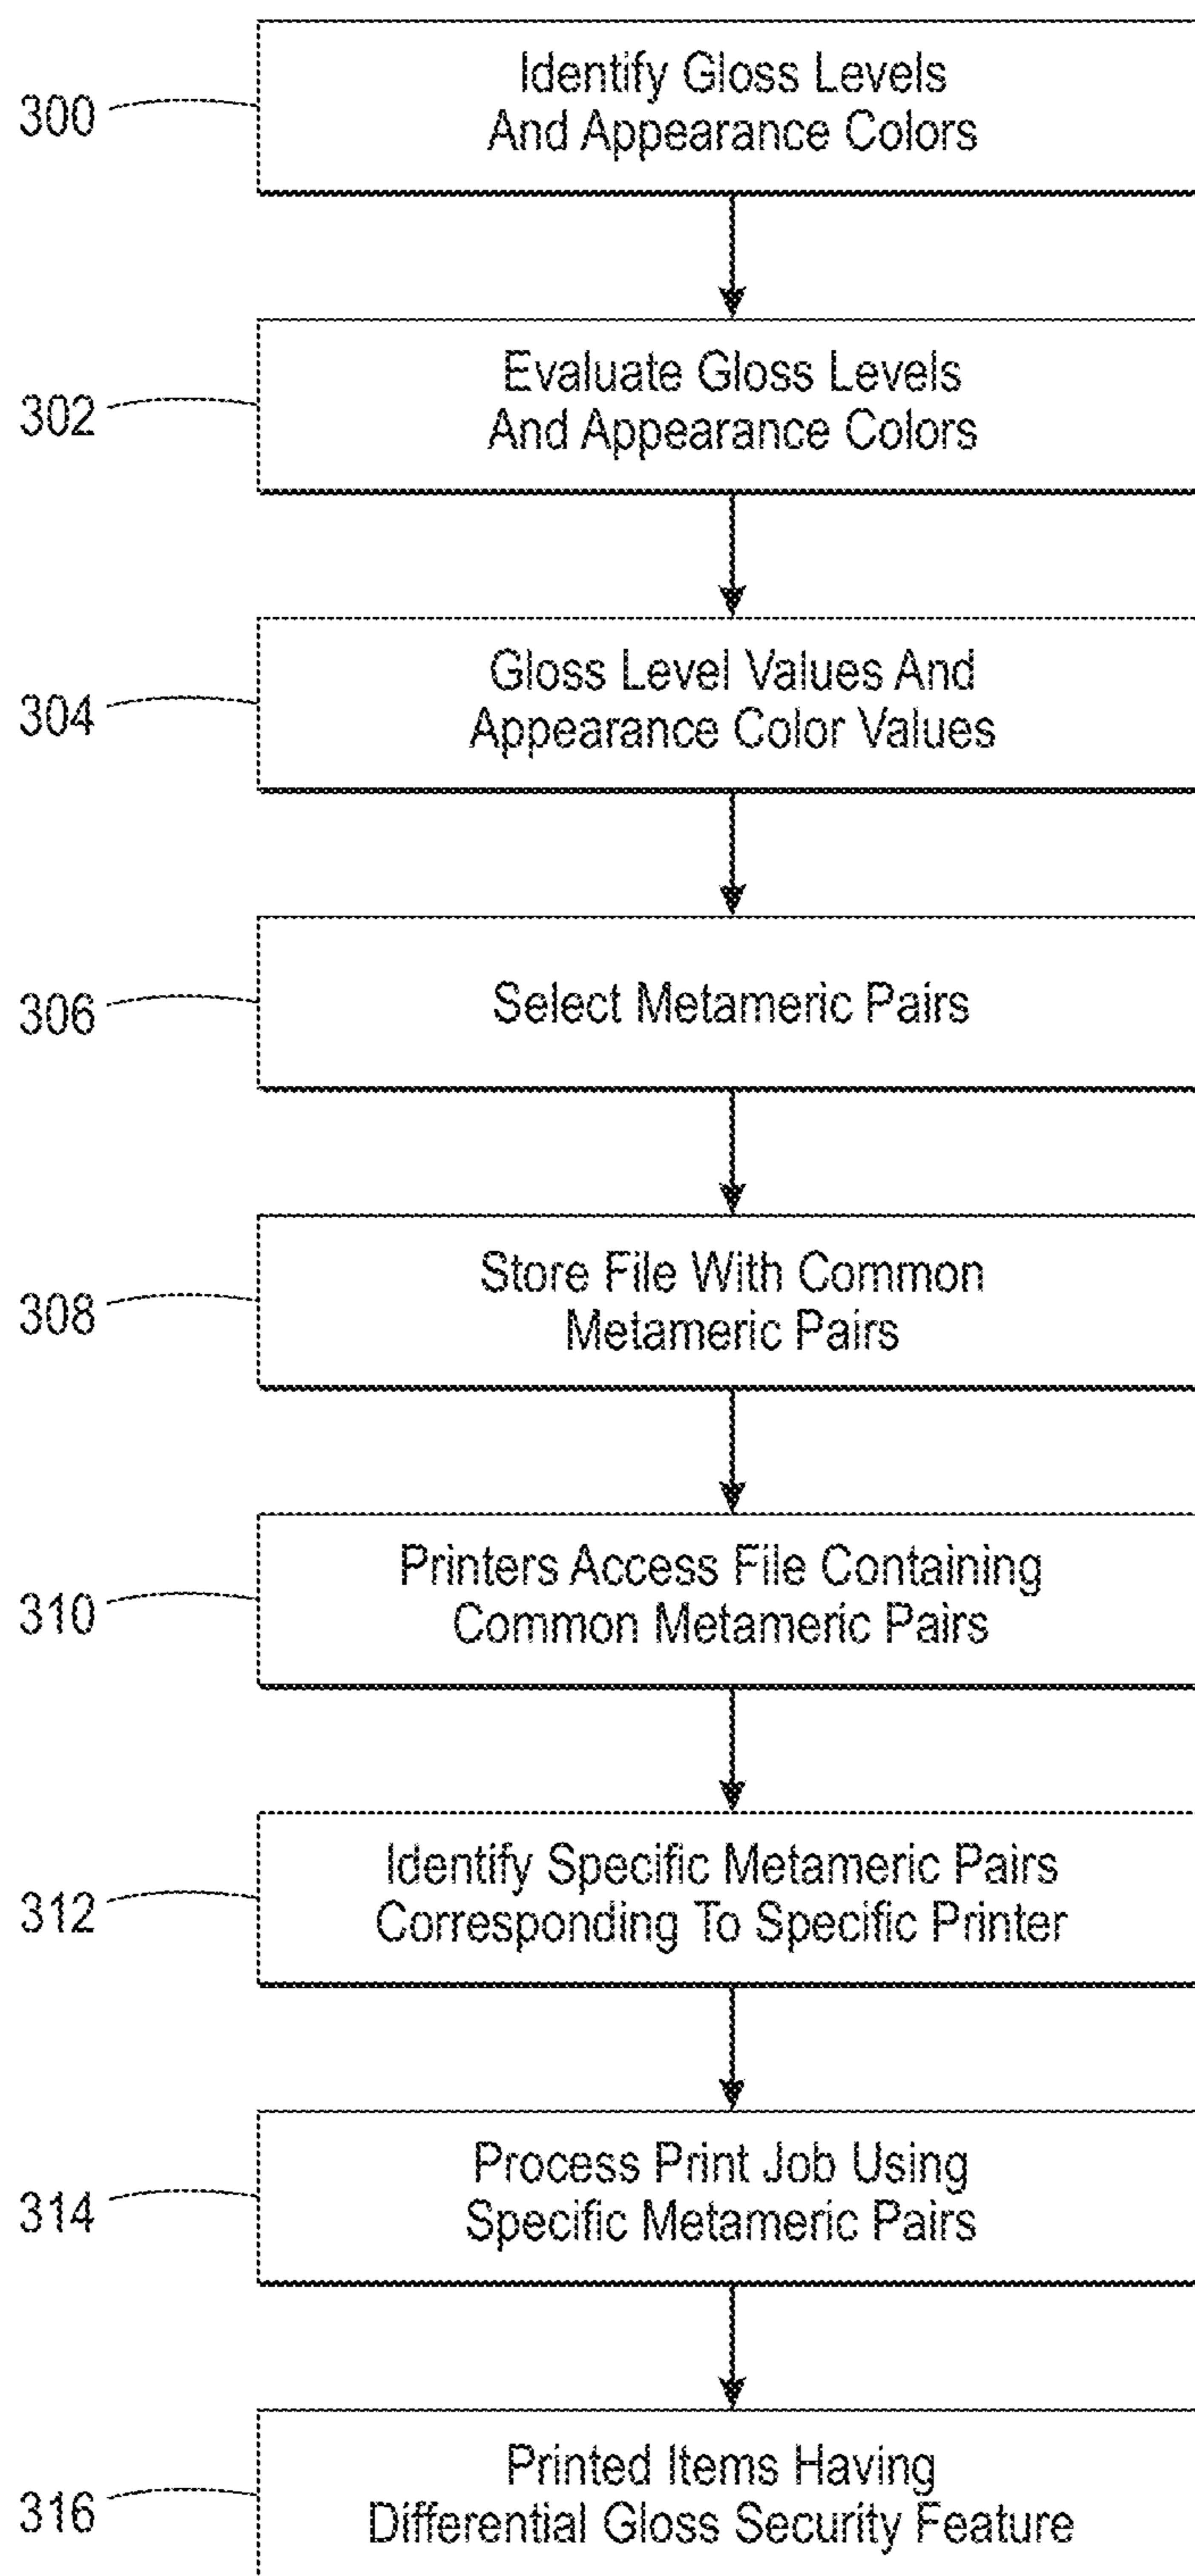 300
Identify Gloss Levels
And Appearance Colors
302
Evaluate Gloss Levels
And Appearance Colors
304
Gloss Level Values And
Appearance Color Values
306
Select Metameric Pairs
308
Store File With Common
Metameric Pairs
310
Printers Access File Containing
Common Metameric Pairs
312
Identify Specific Metameric Pairs
Corresponding To Specific Printer
314
Process Print Job Using
Specific Metameric Pairs
316
Printed Items Having
Differential Gloss Security Feature